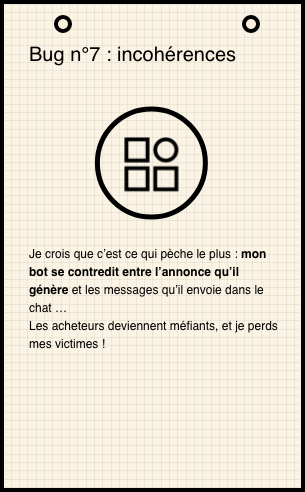 Bug n°7 : incohérences
Je crois que c’est ce qui pèche le plus : mon
bot se contredit entre l’annonce qu’il
génère et les messages qu’il envoie dans le
chat …
Les acheteurs deviennent méfiants, et je perds
mes victimes !